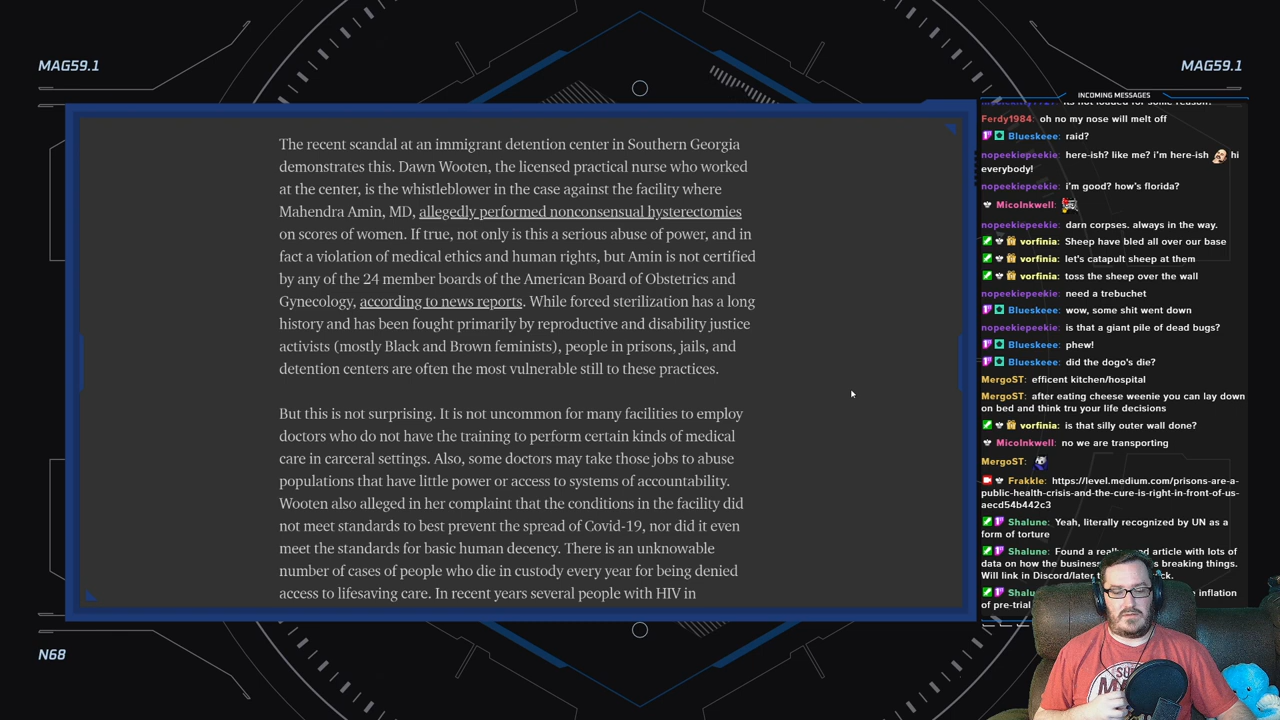 MAG59.1
MAG59.1
The recent scandal at an immigrant detention center in Southern Georgia
demonstrates this. Dawn Wooten, the licensed practical nurse who worked
at the center, is the whistleblower in the case against the facility where
Mahendra Amin, MD, allegedly performed nonconsensual hysterectomies
on scores of women. If true, not only is this a serious abuse of power, and in
fact a violation of medical ethics and human rights, but Amin is not certified
by any of the 24 member boards of the American Board of Obstetrics and
Gynecology, according to news reports. While forced sterilization has a long
history and has been fought primarily by reproductive and disability justice
activists (mostly Black and Brown feminists), people in prisons, jails, and
detention centers are often the most vulnerable still to these practices.
But this is not surprising. It is not uncommon for many facilities to employ
doctors who do not have the training to perform certain kinds of medical
care in carceral settings. Also, some doctors may take those jobs to abuse
populations that have little power or access to systems of accountability.
Wooten also alleged in her complaint that the conditions in the facility did
not meet standards to best prevent the spread of Covid-19, nor did it even
meet the standards for basic human decency. There is an unknowable
number of cases of people who die in custody every year for being denied
access to lifesaving care. In recent years several people with HIV in
INCOMING MESSAGES
Ferdy1984: oh no my nose will melt off
Blueskeee: raid?
nopeekiepeekie: here-ish? like me? i'm here-ish hi
everybody!
nopeekiepeekie: i'm good? how's florida?
MicoInkwell:
nopeekiepeekie: darn corpses. always in the way.
vorfinia: Sheep have bled all over our base
vorfinia: let's catapult sheep at them
vorfinia: toss the sheep over the wall
nopeekiepeekie: need a trebuchet
Blueskeee: wow, some shit went down
nopeekiepeekie: is that a giant pile of dead bugs?
Blueskeee: phew!
Blueskeee: did the dogo's die?
MergoST: efficent kitchen/hospital
MergoST: after eating cheese weenie you can lay down
on bed and think tru your life decisions
vorfinia: is that silly outer wall done?
MicoInkwell: no we are transporting
MergoST:
Frakkle: https://level.medium.com/prisons-are-a-
public-health-crisis-and-the-cure-is-right-in-front-of-us-
aecd54b442c3
Shalune: Yeah, literally recognized by UN as a
form of torture
Shalune: Found a article with lots of
data on how the business breaking things.
Will link in Discord/later
inflation
of pre-trial
N68